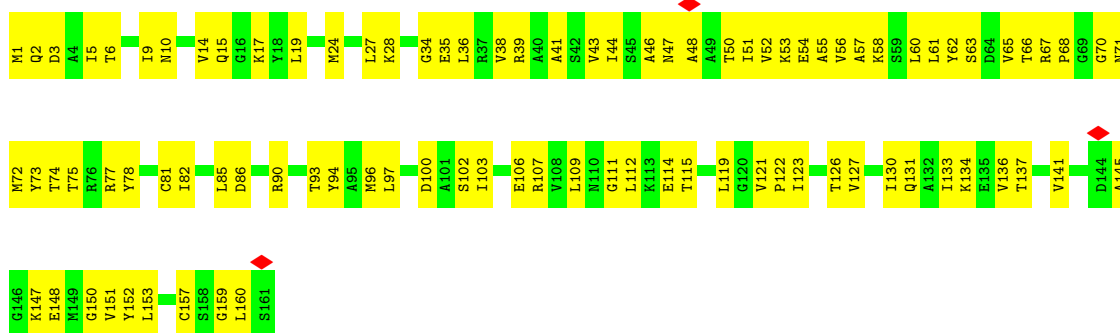 M1 Q2 D3 A4 I5 T6 I9 N10 V14 Q15 G16 K17 Y18 L19 M24 L27 K28 G34 E35 L36 R37 V38 R39 A40 A41 S42 V43 I44 S45 A46 N47 A48 A49 T50 I51 V52 K53 E54 A55 V56 A57 K58 S59 L60 L61 Y62 S63 D64 V65 T66 R67 P68 G69 G70 N71
M72 Y73 T74 T75 R76 R77 Y78 C81 I82 L85 D86 R90 T93 Y94 A95 M96 L97 D100 A101 S102 I103 E106 R107 V108 L109 N110 G111 L112 K113 E114 T115 L119 G120 V121 P122 I123 T126 V127 I130 Q131 A132 I133 K134 E135 V136 T137 V141 D144 A145
G146 K147 E148 M149 G150 V151 Y152 L153 C157 S158 G159 L160 S161